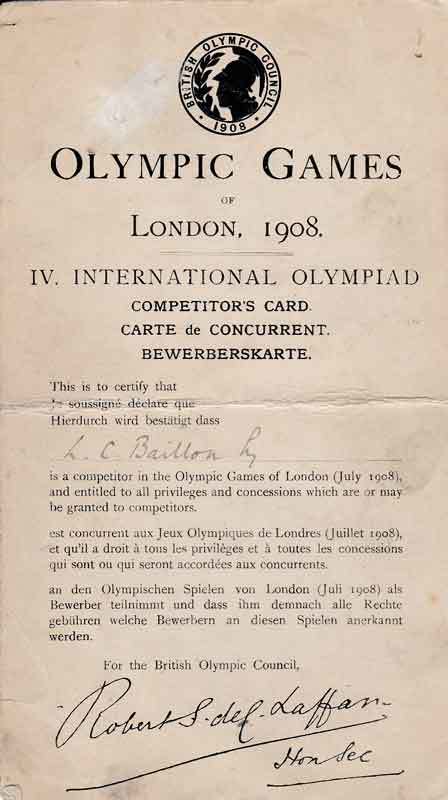 BRITISH OLYMPIC COUNCIL
· 1908 ·
OLYMPIC GAMES
OF
LONDON, 1908.
IV. INTERNATIONAL OLYMPIAD
COMPETITOR'S CARD.
CARTE de CONCURRENT.
BEWERBERSKARTE.
This is to certify that
Je soussigné déclare que
Hierdurch wird bestätigt dass
L. C. Baillon
is a competitor in the Olympic Games of London (July 1908),
and entitled to all privileges and concessions which are or may
be granted to competitors.
est concurrent aux Jeux Olympiques de Londres (Juillet 1908),
et qu'il a droit à tous les privilèges et à toutes les concessions
qui sont ou qui seront accordées aux concurrents.
an den Olympischen Spielen von London (Juli 1908) als
Bewerber teilnimmt und dass ihm demnach alle Rechte
gebühren welche Bewerbern an diesen Spielen anerkannt
werden.
For the British Olympic Council,
Robert S. de C. Laffan
Hon Sec